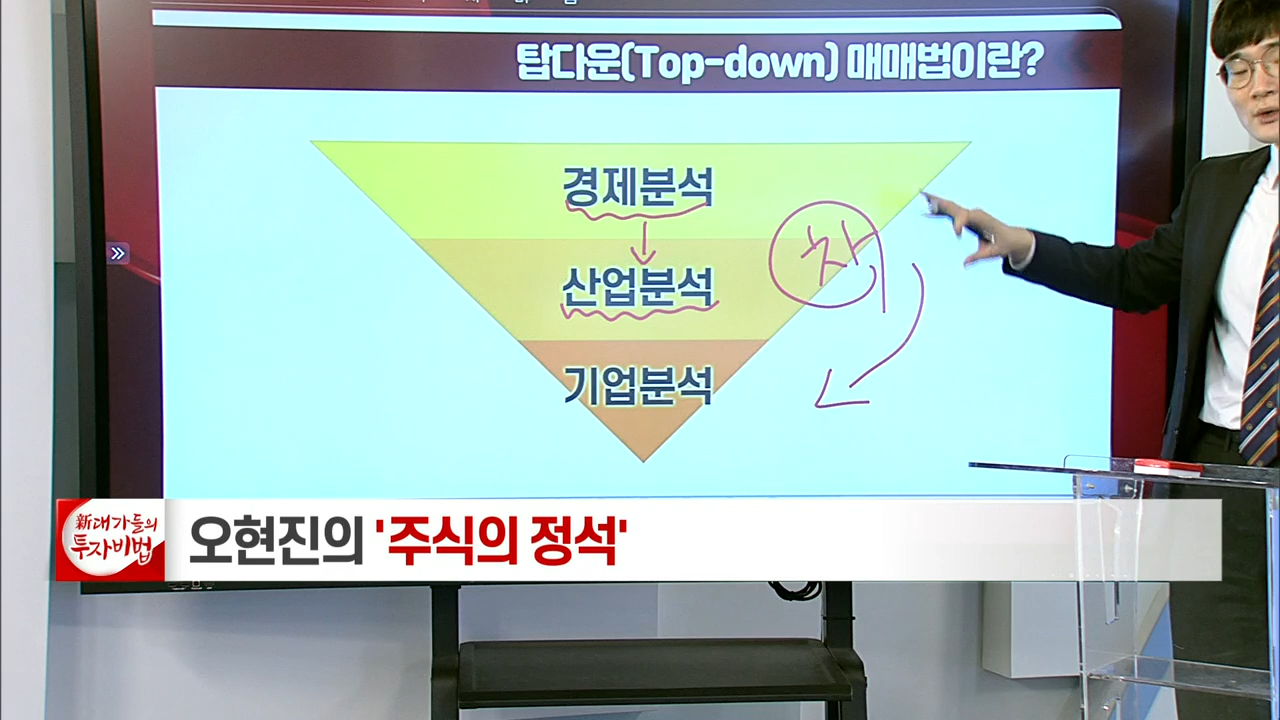 탑다운(Top-down) 매매법이란?
경제분석
산업분석
차
기업분석
新대가들의
투자비법
오현진의 '주식의 정석'